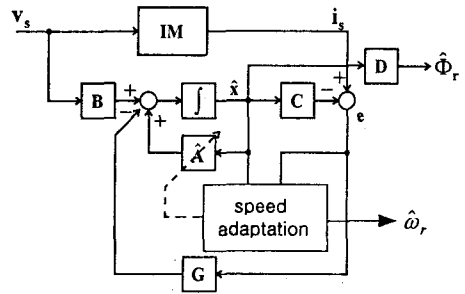 v_s
IM
i_s
B
+
−
+
∫
x̂
C
−
+
e
D
Φ̂_r
Â
speed
adaptation
ω̂_r
G